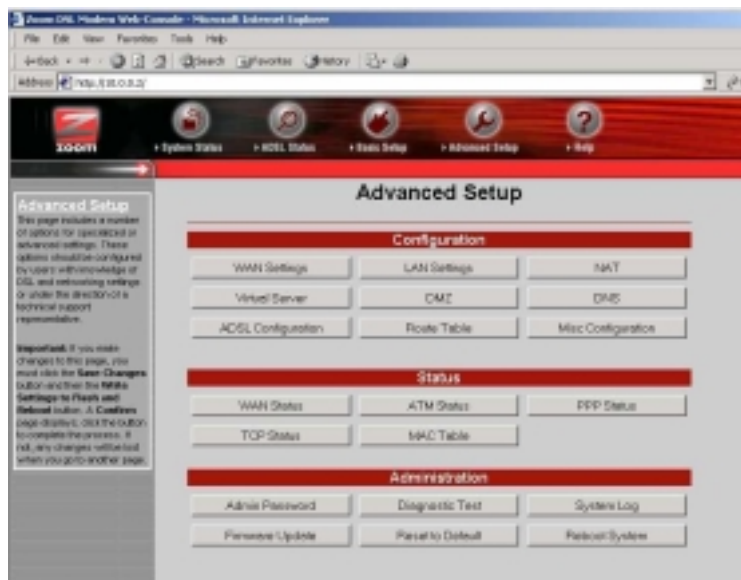 Zoom DSL Modem Web-Console - Microsoft Internet Explorer
File Edit View Favorites Tools Help
Back Search Favorites History
Address http://10.0.0.2/
ZOOM
System Status ADSL Status Basic Setup Advanced Setup Help
Advanced Setup
This page includes a number
of options for specialized or
advanced settings. These
options should be configured
by users with knowledge of
DSL and networking settings
or under the direction of a
technical support
representative.
Important: If you make
changes to this page, you
must click the Save Changes
button and then the Write
Settings to Flash and
Reboot button. A Confirm
page displays; click the button
to complete the process. If
not, any changes will be lost
when you go to another page.
Advanced Setup
Configuration
WAN Settings LAN Settings NAT
Virtual Server DMZ DNS
ADSL Configuration Route Table Misc Configuration
Status
WAN Status ATM Status PPP Status
TCP Status MAC Table
Administration
Admin Password Diagnostic Test System Log
Firmware Update Reset to Default Reboot System